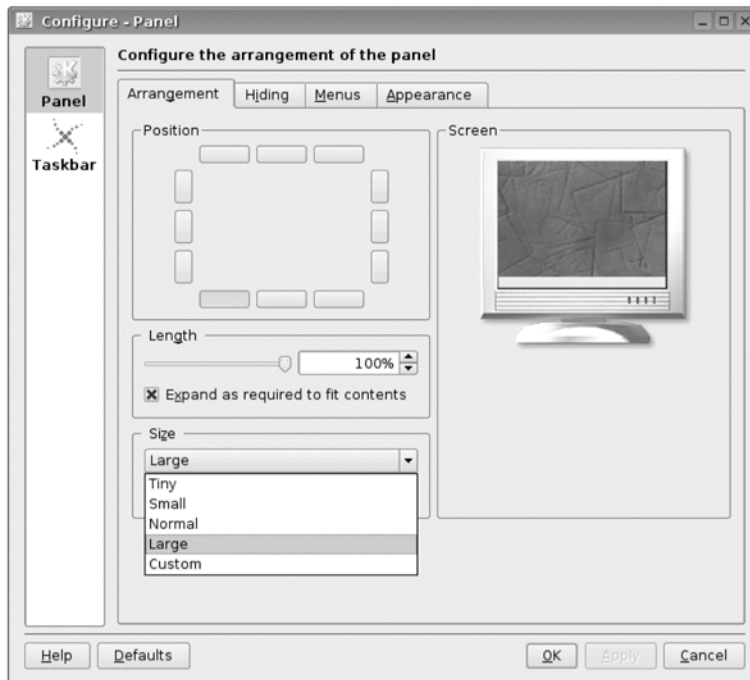 Configure - Panel
Configure the arrangement of the panel
Panel
Taskbar
Arrangement
Hiding
Menus
Appearance
Position
Screen
Length
100%
Expand as required to fit contents
Size
Large
Tiny
Small
Normal
Large
Custom
Help
Defaults
OK
Apply
Cancel